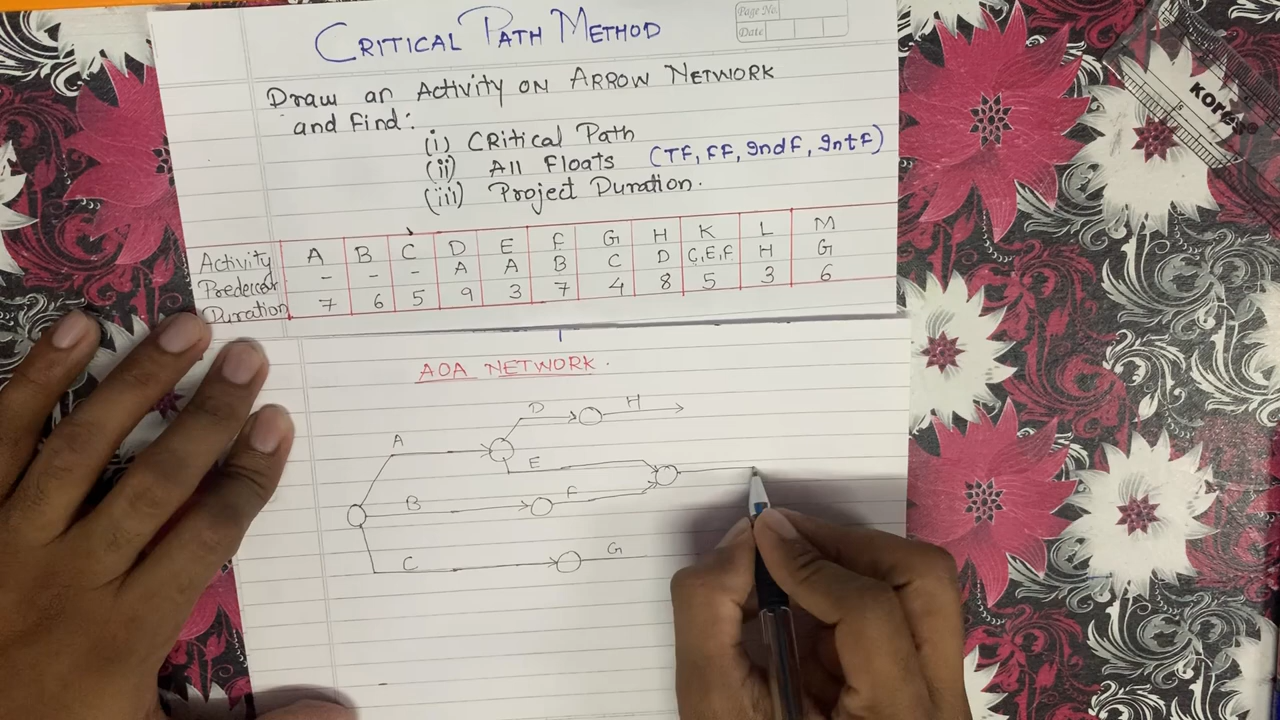 Page No.
Date
CRITICAL PATH METHOD
Draw an Activity on ARROW NETWORK
and find:
(i) CRitical Path
(ii) All Floats (TF, FF, IndF, IntF)
(iii) Project Duration.
Activity A B C D E F G H K L M
Predecessor - - - A A B C D C,E,F H G
Duration 7 6 5 9 3 7 4 8 5 3 6
AOA NETWORK.
D H
A
E
B F
C G